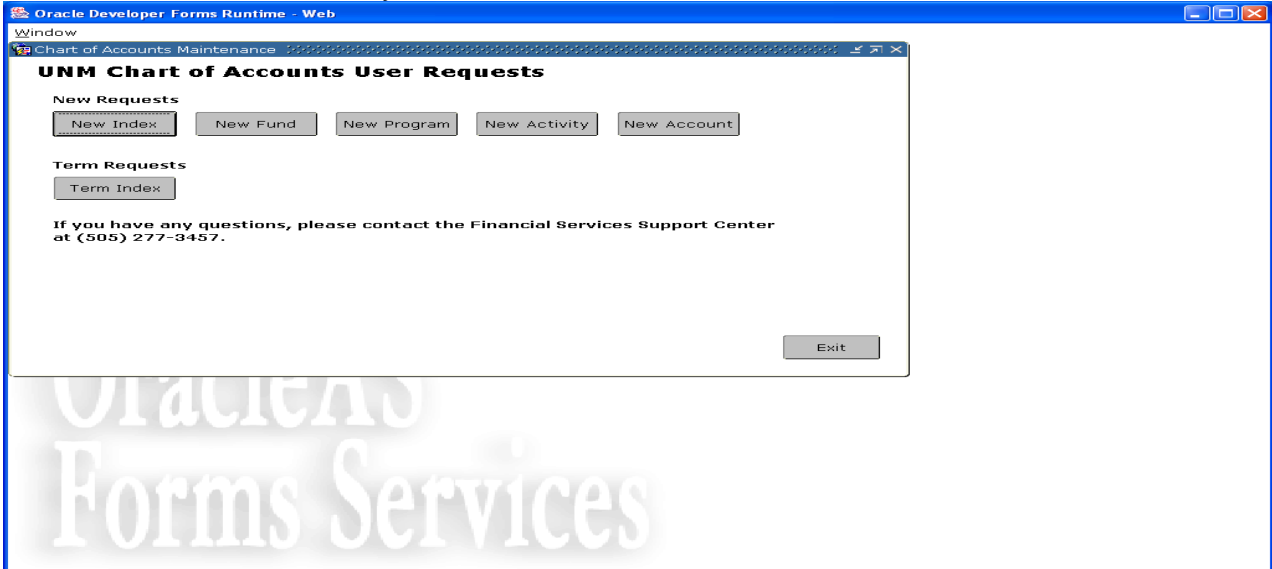 Oracle Developer Forms Runtime - Web
Window
Chart of Accounts Maintenance
UNM Chart of Accounts User Requests
New Requests
New Index New Fund New Program New Activity New Account
Term Requests
Term Index
If you have any questions, please contact the Financial Services Support Center
at (505) 277-3457.
Exit
OracleAS
Forms Services